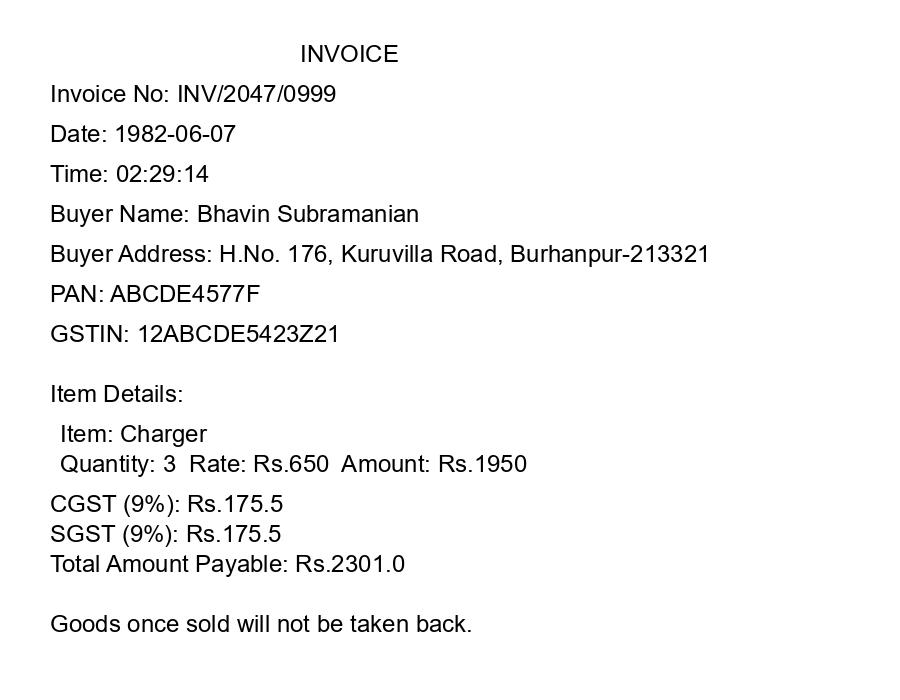 INVOICE
Invoice No: INV/2047/0999
Date: 1982-06-07
Time: 02:29:14
Buyer Name: Bhavin Subramanian
Buyer Address: H.No. 176, Kuruvilla Road, Burhanpur-213321
PAN: ABCDE4577F
GSTIN: 12ABCDE5423Z21
Item Details:
Item: Charger
Quantity: 3  Rate: Rs.650  Amount: Rs.1950
CGST (9%): Rs.175.5
SGST (9%): Rs.175.5
Total Amount Payable: Rs.2301.0
Goods once sold will not be taken back.